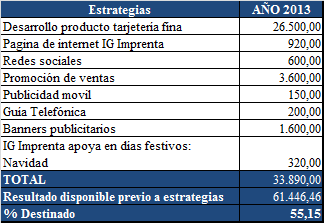 Estrategias AÑO 2013
Desarrollo producto tarjetería fina 26.500,00
Pagina de internet IG Imprenta 920,00
Redes sociales 600,00
Promoción de ventas 3.600,00
Publicidad movil 150,00
Guía Telefónica 200,00
Banners publicitarios 1.600,00
IG Imprenta apoya en días festivos:
Navidad 320,00
TOTAL 33.890,00
Resultado disponible previo a estrategias 61.446,46
% Destinado 55,15